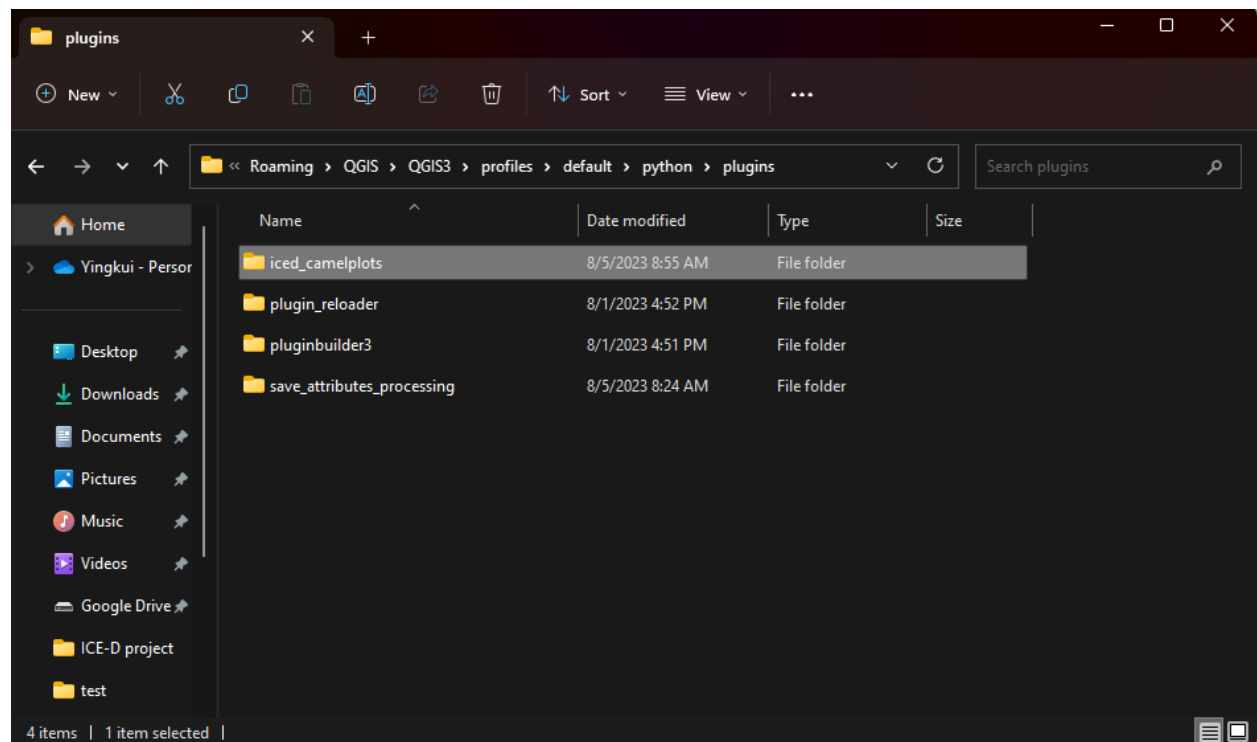 plugins
New
Sort
View
« Roaming > QGIS > QGIS3 > profiles > default > python > plugins
Search plugins
Name Date modified Type Size
Home
Yingkui - Person
Desktop
Downloads
Documents
Pictures
Music
Videos
Google Drive
ICE-D project
test
iced_camelplots 8/5/2023 8:55 AM File folder
plugin_reloader 8/1/2023 4:52 PM File folder
pluginbuilder3 8/1/2023 4:51 PM File folder
save_attributes_processing 8/5/2023 8:24 AM File folder
4 items | 1 item selected |